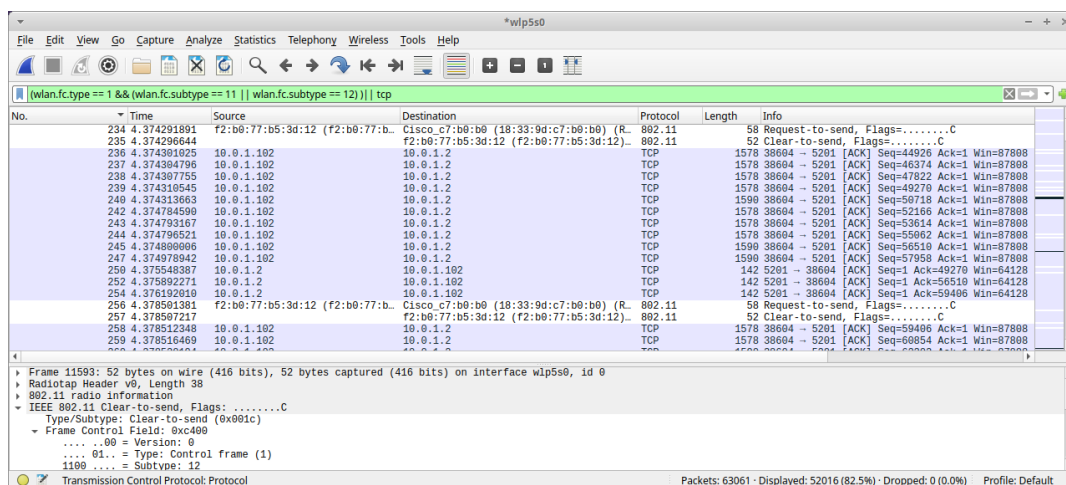 *wlp5s0
File Edit View Go Capture Analyze Statistics Telephony Wireless Tools Help
(wlan.fc.type == 1 && (wlan.fc.subtype == 11 || wlan.fc.subtype == 12) )|| tcp
No. Time Source Destination Protocol Length Info
234 4.374291891 f2:b0:77:b5:3d:12 (f2:b0:77:b… Cisco_c7:b0:b0 (18:33:9d:c7:b0:b0) (R… 802.11 58 Request-to-send, Flags=........C
235 4.374296644 f2:b0:77:b5:3d:12 (f2:b0:77:b5:3d:12)… 802.11 52 Clear-to-send, Flags=........C
236 4.374301025 10.0.1.102 10.0.1.2 TCP 1578 38604 → 5201 [ACK] Seq=44926 Ack=1 Win=87808
237 4.374304796 10.0.1.102 10.0.1.2 TCP 1578 38604 → 5201 [ACK] Seq=46374 Ack=1 Win=87808
238 4.374307755 10.0.1.102 10.0.1.2 TCP 1578 38604 → 5201 [ACK] Seq=47822 Ack=1 Win=87808
239 4.374310545 10.0.1.102 10.0.1.2 TCP 1578 38604 → 5201 [ACK] Seq=49270 Ack=1 Win=87808
240 4.374313663 10.0.1.102 10.0.1.2 TCP 1590 38604 → 5201 [ACK] Seq=50718 Ack=1 Win=87808
242 4.374784590 10.0.1.102 10.0.1.2 TCP 1578 38604 → 5201 [ACK] Seq=52166 Ack=1 Win=87808
243 4.374793167 10.0.1.102 10.0.1.2 TCP 1578 38604 → 5201 [ACK] Seq=53614 Ack=1 Win=87808
244 4.374796521 10.0.1.102 10.0.1.2 TCP 1578 38604 → 5201 [ACK] Seq=55062 Ack=1 Win=87808
245 4.374800006 10.0.1.102 10.0.1.2 TCP 1590 38604 → 5201 [ACK] Seq=56510 Ack=1 Win=87808
247 4.374978942 10.0.1.102 10.0.1.2 TCP 1590 38604 → 5201 [ACK] Seq=57958 Ack=1 Win=87808
250 4.375548387 10.0.1.2 10.0.1.102 TCP 142 5201 → 38604 [ACK] Seq=1 Ack=49270 Win=64128
252 4.375892271 10.0.1.2 10.0.1.102 TCP 142 5201 → 38604 [ACK] Seq=1 Ack=56510 Win=64128
254 4.376192010 10.0.1.2 10.0.1.102 TCP 142 5201 → 38604 [ACK] Seq=1 Ack=59406 Win=64128
256 4.378501381 f2:b0:77:b5:3d:12 (f2:b0:77:b… Cisco_c7:b0:b0 (18:33:9d:c7:b0:b0) (R… 802.11 58 Request-to-send, Flags=........C
257 4.378507217 f2:b0:77:b5:3d:12 (f2:b0:77:b5:3d:12)… 802.11 52 Clear-to-send, Flags=........C
258 4.378512348 10.0.1.102 10.0.1.2 TCP 1578 38604 → 5201 [ACK] Seq=59406 Ack=1 Win=87808
259 4.378516469 10.0.1.102 10.0.1.2 TCP 1578 38604 → 5201 [ACK] Seq=60854 Ack=1 Win=87808
Frame 11593: 52 bytes on wire (416 bits), 52 bytes captured (416 bits) on interface wlp5s0, id 0
Radiotap Header v0, Length 38
802.11 radio information
IEEE 802.11 Clear-to-send, Flags: ........C
Type/Subtype: Clear-to-send (0x001c)
Frame Control Field: 0xc400
.... ..00 = Version: 0
.... 01.. = Type: Control frame (1)
1100 .... = Subtype: 12
Transmission Control Protocol: Protocol Packets: 63061 · Displayed: 52016 (82.5%) · Dropped: 0 (0.0%) Profile: Default